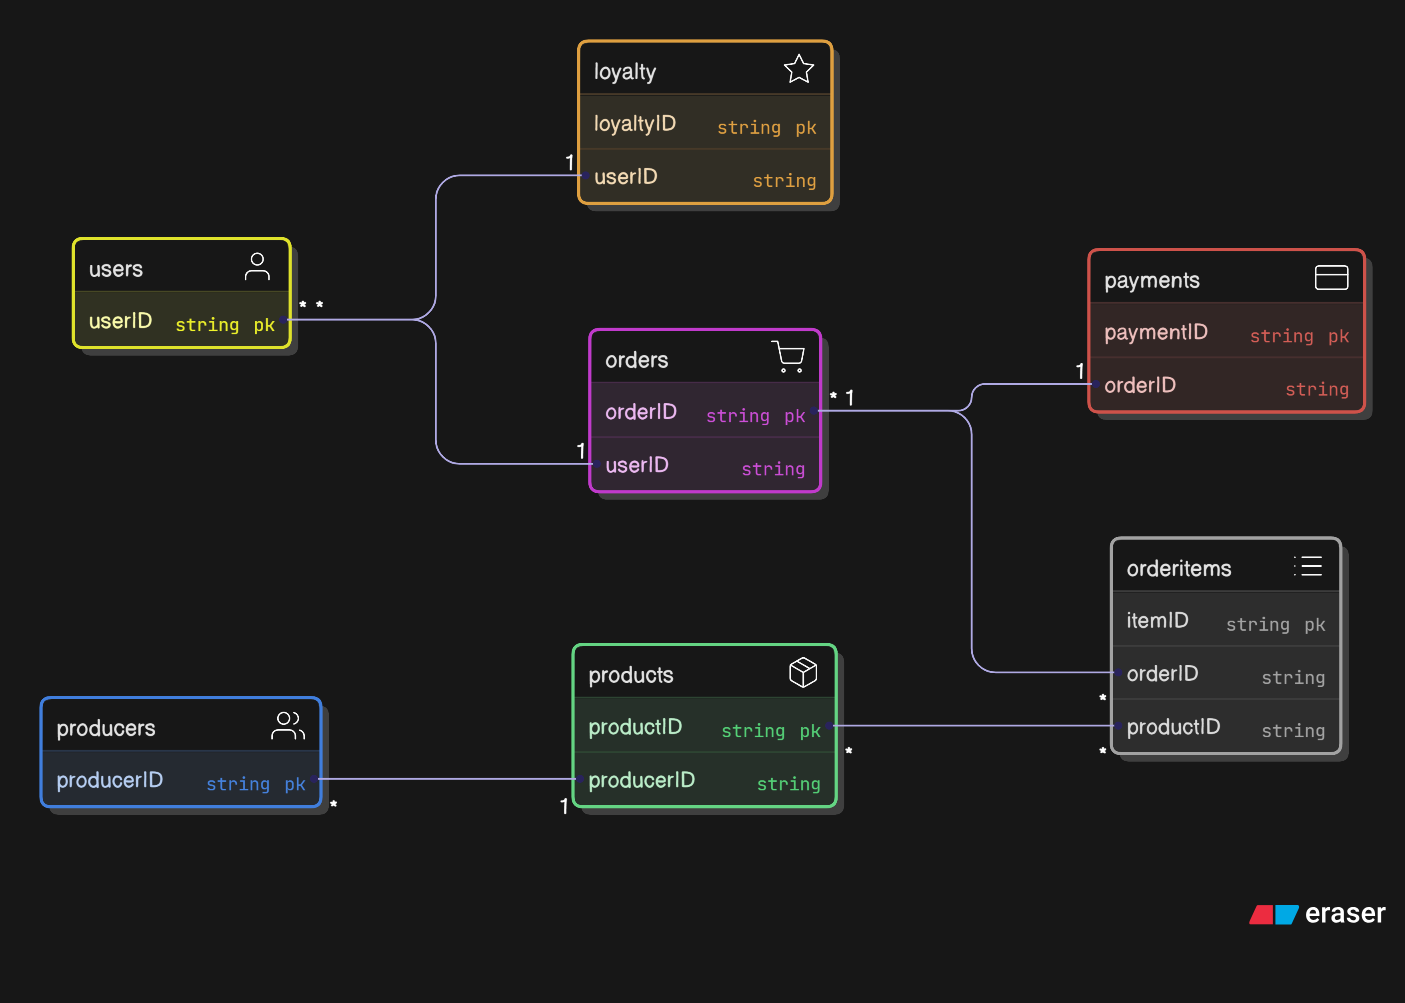 loyalty
loyaltyID string pk
1
userID string
users
userID string pk
* *
orders
orderID string pk
* 1
1
userID string
payments
paymentID string pk
1
orderID string
orderitems
itemID string pk
orderID string
*
productID string
*
products
productID string pk
*
producerID string
1
producers
producerID string pk
*
eraser